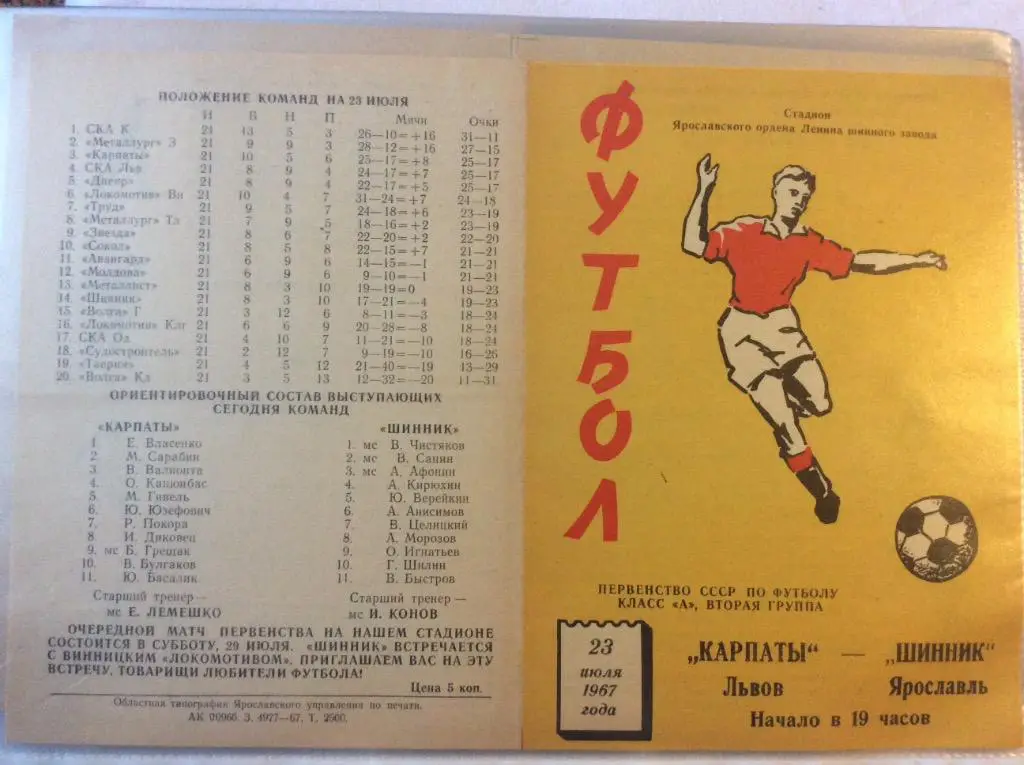 ПОЛОЖЕНИЕ КОМАНД НА 23 ИЮЛЯ
И В Н П Мячи Очки
1. СКА К 21 13 5 3 26—10=+16 31—11
2. «Металлург» З 21 9 9 3 28—12=+16 27—15
3. «Карпаты» 21 10 5 6 25—17=+8 25—17
4. СКА Льв 21 8 9 4 24—17=+7 25—17
5. «Днепр» 21 8 9 4 22—17=+5 25—17
6. «Локомотив» Вн 21 10 4 7 31—24=+7 24—18
7. «Труд» 21 9 5 7 24—18=+6 23—19
8. «Металлург» Тл 21 7 9 5 18—16=+2 23—19
9. «Звезда» 21 8 6 7 22—20=+2 22—20
10. «Сокол» 21 8 5 8 22—15=+7 21—21
11. «Авангард» 21 6 9 6 14—15=—1 21—21
12. «Молдова» 21 6 9 6 9—10=—1 21—21
13. «Металлист» 21 8 3 10 19—19=0 19—23
14. «Шинник» 21 8 3 10 17—21=—4 19—23
15. «Волга» Г 21 3 12 6 8—11=—3 18—24
16. «Локомотив» Клг 21 6 6 9 20—28=—8 18—24
17. СКА Од 21 4 10 7 11—21=—10 18—24
18. «Судостроитель» 21 2 12 7 9—19=—10 16—26
19. «Таврия» 21 4 5 12 21—40=—19 13—29
20. «Волга» Кл 21 3 5 13 12—32=—20 11—31
ОРИЕНТИРОВОЧНЫЙ СОСТАВ ВЫСТУПАЮЩИХ
СЕГОДНЯ КОМАНД
«КАРПАТЫ»
1 Е. Власенко
2. М. Сарабин
3. В. Валионта
4. О. Канюибас
5. М. Гивель
6. Ю. Юзефович
7. Р. Покора
8 И. Диковец
9. мс Б. Грещак
10. В. Булгаков
11. Ю. Басалик
Старший тренер—
мс Е. ЛЕМЕШКО
«ШИННИК»
1. мс В. Чистяков
2. мс В. Санин
3. мс А. Афонин
4. А. Кирюхин
5. Ю. Верейкин
6. А. Анисимов
7. В. Целицкий
8. А. Морозов
9. О. Игнатьев
10. Г. Шилин
11. В. Быстров
Старший тренер—
мс И. КОНОВ
ОЧЕРЕДНОЙ МАТЧ ПЕРВЕНСТВА НА НАШЕМ СТАДИОНЕ
СОСТОИТСЯ В СУББОТУ, 29 ИЮЛЯ. «ШИННИК» ВСТРЕЧАЕТСЯ
С ВИННИЦКИМ «ЛОКОМОТИВОМ». ПРИГЛАШАЕМ ВАС НА ЭТУ
ВСТРЕЧУ, ТОВАРИЩИ ЛЮБИТЕЛИ ФУТБОЛА!
Цена 5 коп.
Областная типография Ярославского управления по печати.
АК 00966 З. 4977—67. Т. 2500.
ФУТБОЛ
Стадион
Ярославского ордена Ленина шинного завода
ПЕРВЕНСТВО СССР ПО ФУТБОЛУ
КЛАСС «А», ВТОРАЯ ГРУППА
23
июля
1967
года
„КАРПАТЫ“ — „ШИННИК“
Львов Ярославль
Начало в 19 часов